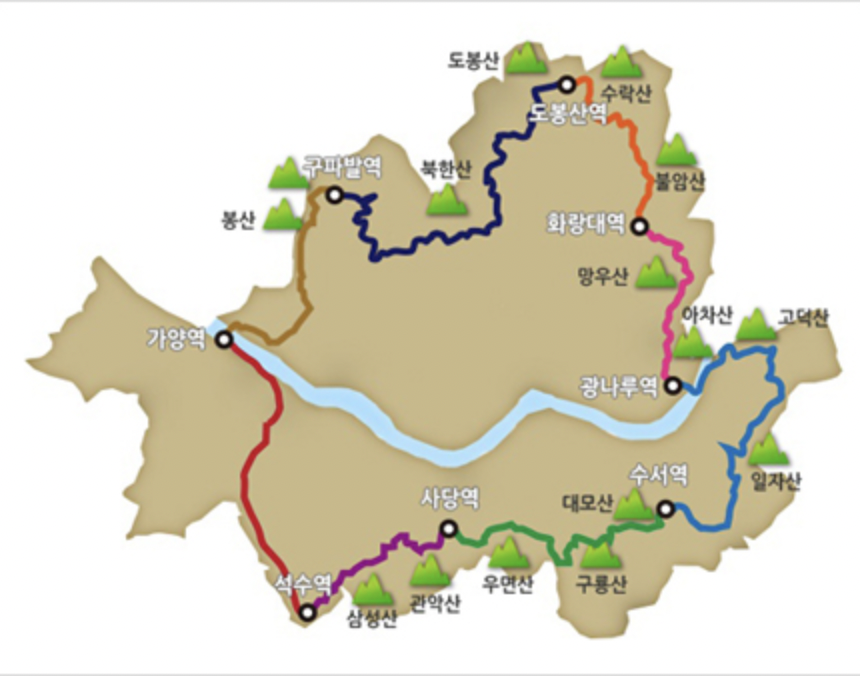 도봉산
수락산
도봉산역
불암산
구파발역
북한산
봉산
화랑대역
망우산
아차산
고덕산
가양역
광나루역
수서역
일자산
사당역
대모산
석수역
우면산
구룡산
관악산
삼성산